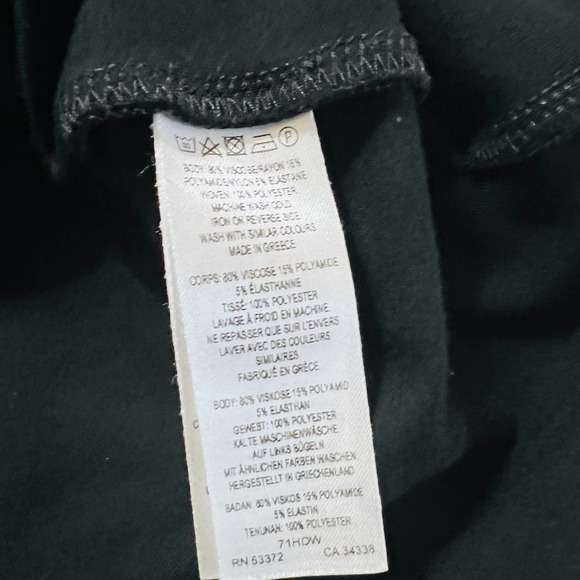 BODY: 80% VISCOSE/RAYON 15%
POLYAMIDE/NYLON 5% ELASTANE
WOVEN: 100% POLYESTER
MACHINE WASH COLD
IRON ON REVERSE SIDE
WASH WITH SIMILAR COLOURS
MADE IN GREECE
CORPS: 80% VISCOSE 15% POLYAMIDE
5% ÉLASTHANNE
TISSÉ: 100% POLYESTER
LAVAGE À FROID EN MACHINE
NE REPASSER QUE SUR L'ENVERS
LAVER AVEC DES COULEURS
SIMILAIRES
FABRIQUÉ EN GRÈCE
BODY: 80% VISKOSE 15% POLYAMID
5% ELASTHAN
GEWEST: 100% POLYESTER
KALTE MASCHINENWÄSCHE
AUF LINKS BÜGELN
MIT ÄHNLICHEN FARBEN WASCHEN
HERGESTELLT IN GRIECHENLAND
BADAN: 80% VISKOS 15% POLYAMIDE
5% ELASTIN
TENUNAN: 100% POLYESTER
71HDW
RN 53372 CA 34338